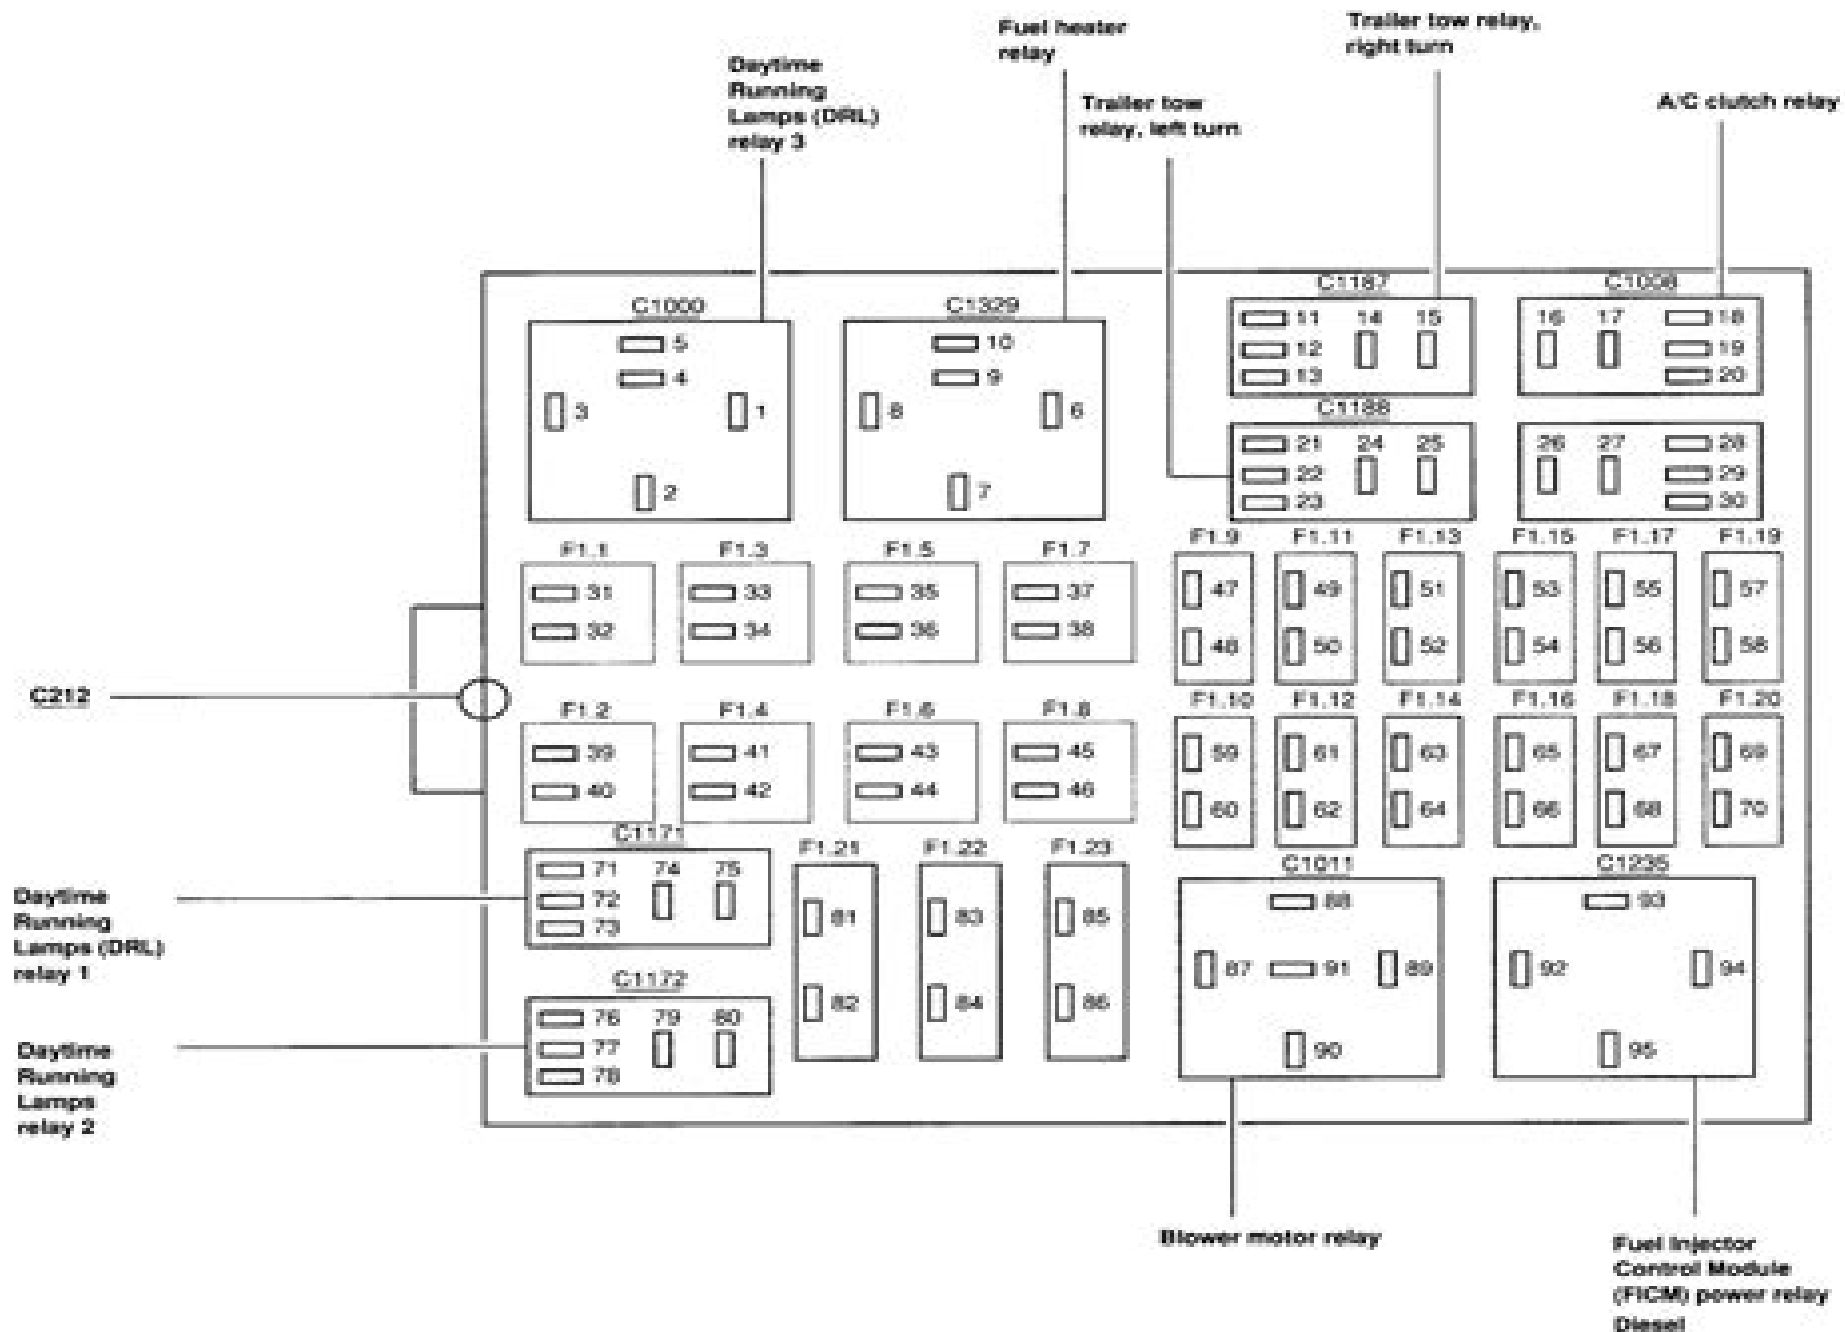 Fuel heater
relay
Trailer tow relay,
right turn
Daytime
Running
Lamps (DRL)
relay 3
Trailer tow
relay, left turn
A/C clutch relay
C1000
C1329
C1187
C1008
5
4
3
1
2
10
9
8
6
7
11 14 15
12
13
16 17 18
19
20
C1188
21 24 25
22
23
26 27 28
29
30
F1.1 F1.3 F1.5 F1.7
31 33 35 37
32 34 36 38
F1.9 F1.11 F1.13 F1.15 F1.17 F1.19
47 49 51 53 55 57
48 50 52 54 56 58
C212
F1.2 F1.4 F1.6 F1.8
39 41 43 45
40 42 44 46
F1.10 F1.12 F1.14 F1.16 F1.18 F1.20
59 61 63 65 67 69
60 62 64 66 68 70
C1171
71 74 75
72
73
Daytime
Running
Lamps (DRL)
relay 1
C1172
76 79 80
77
78
Daytime
Running
Lamps
relay 2
F1.21 F1.22 F1.23
81 83 85
82 84 86
C1011
88
87 91 89
90
C1235
93
92 94
95
Blower motor relay
Fuel Injector
Control Module
(FICM) power relay
Diesel